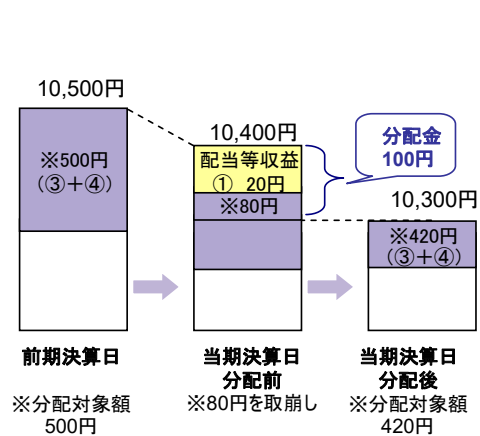 10,500円
※500円
（③＋④）
10,400円
配当等収益
① 20円
※80円
分配金
100円
10,300円
※420円
（③＋④）
前期決算日
※分配対象額
500円
当期決算日
分配前
※80円を取崩し
当期決算日
分配後
※分配対象額
420円